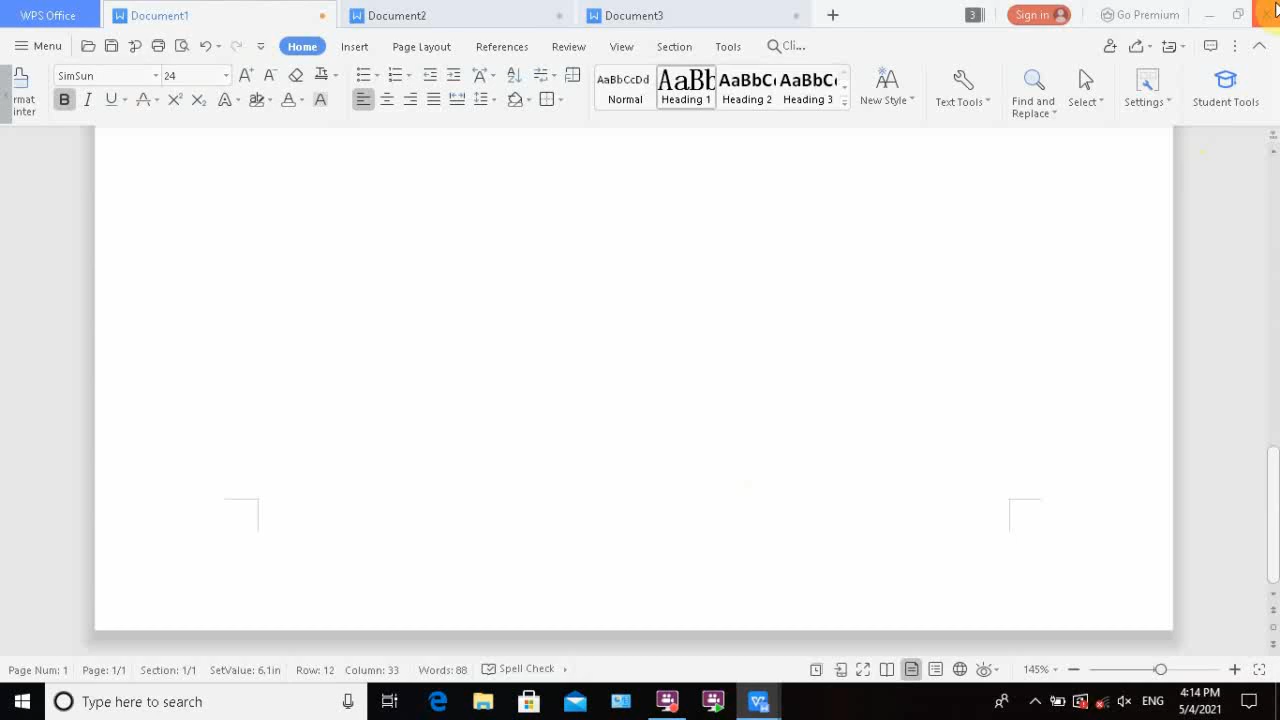 WPS Office Document1 Document2 Document3 3 Sign in Go Premium
Menu Home Insert Page Layout References Review View Section Tools Cli...
SimSun 24 AaBbCcDd AaBb AaBbC AaBbC
rmat inter Normal Heading 1 Heading 2 Heading 3 New Style Text Tools Find and Replace Select Settings Student Tools
Page Num: 1 Page: 1/1 Section: 1/1 SetValue: 6.1in Row: 12 Column: 33 Words: 88 Spell Check 145%
Type here to search ENG 4:14 PM
5/4/2021